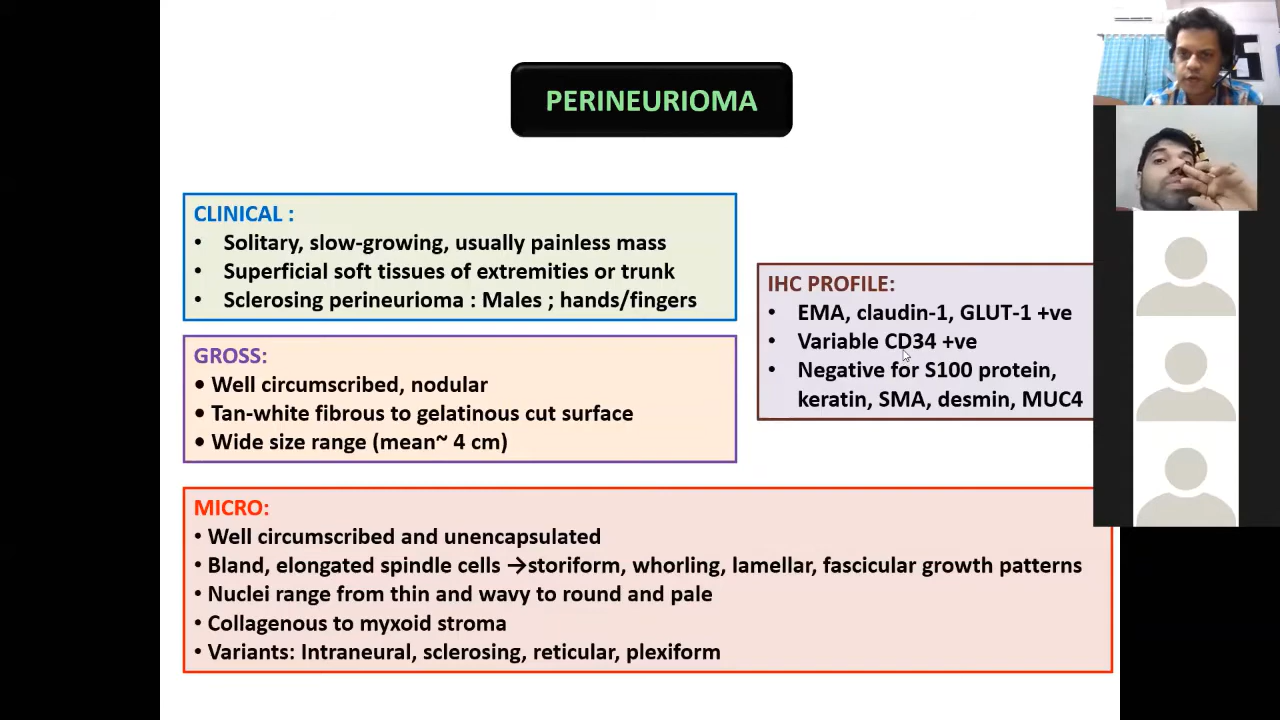 PERINEURIOMA
CLINICAL :
• Solitary, slow-growing, usually painless mass
• Superficial soft tissues of extremities or trunk
• Sclerosing perineurioma : Males ; hands/fingers
GROSS:
• Well circumscribed, nodular
• Tan-white fibrous to gelatinous cut surface
• Wide size range (mean~ 4 cm)
IHC PROFILE:
• EMA, claudin-1, GLUT-1 +ve
• Variable CD34 +ve
• Negative for S100 protein,
keratin, SMA, desmin, MUC4
MICRO:
• Well circumscribed and unencapsulated
• Bland, elongated spindle cells →storiform, whorling, lamellar, fascicular growth patterns
• Nuclei range from thin and wavy to round and pale
• Collagenous to myxoid stroma
• Variants: Intraneural, sclerosing, reticular, plexiform